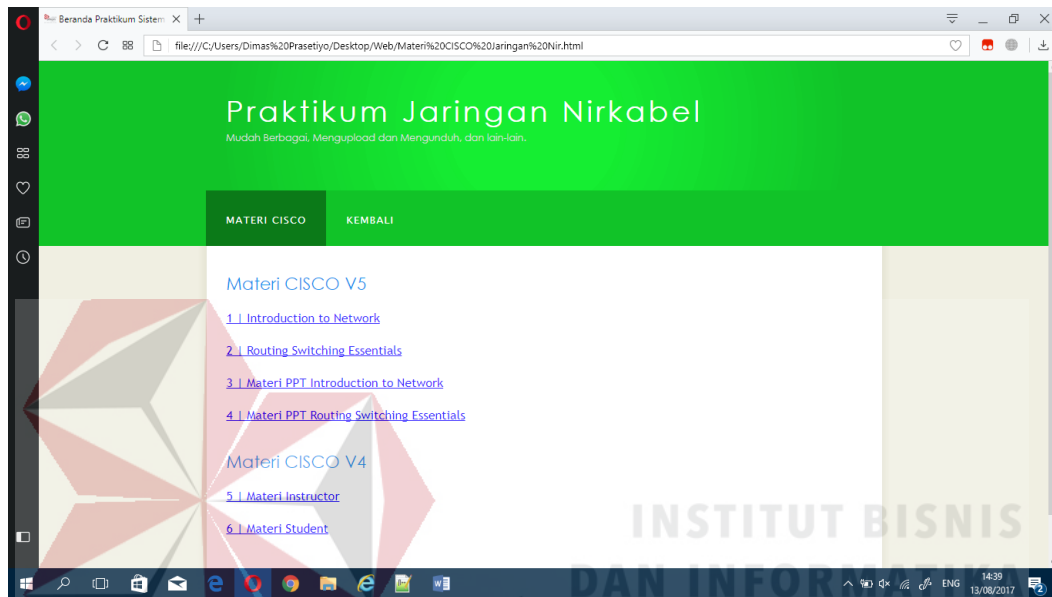 Beranda Praktikum Sistem
file:///C:/Users/Dimas%20Prasetiyo/Desktop/Web/Materi%20CISCO%20Jaringan%20Nir.html
Praktikum Jaringan Nirkabel
Mudah Berbagai, Mengupload dan Mengunduh, dan lain-lain.
MATERI CISCO
KEMBALI
Materi CISCO V5
1 | Introduction to Network
2 | Routing Switching Essentials
3 | Materi PPT Introduction to Network
4 | Materi PPT Routing Switching Essentials
Materi CISCO V4
5 | Materi Instructor
6 | Materi Student
INSTITUT BISNIS
DAN INFORMATIKA
ENG
14:39
13/08/2017
2